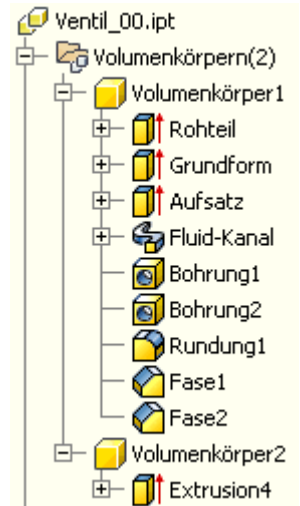 Ventil_00.ipt
Volumenkörpern(2)
Volumenkörper1
Rohteil
Grundform
Aufsatz
Fluid-Kanal
Bohrung1
Bohrung2
Rundung1
Fase1
Fase2
Volumenkörper2
Extrusion4